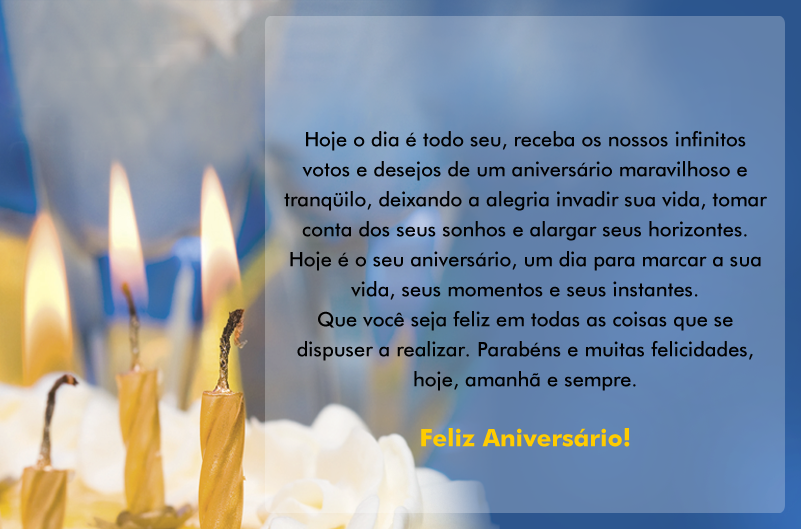 Hoje o dia é todo seu, receba os nossos infinitos
votos e desejos de um aniversário maravilhoso e
tranqüilo, deixando a alegria invadir sua vida, tomar
conta dos seus sonhos e alargar seus horizontes.
Hoje é o seu aniversário, um dia para marcar a sua
vida, seus momentos e seus instantes.
Que você seja feliz em todas as coisas que se
dispuser a realizar. Parabéns e muitas felicidades,
hoje, amanhã e sempre.
Feliz Aniversário!